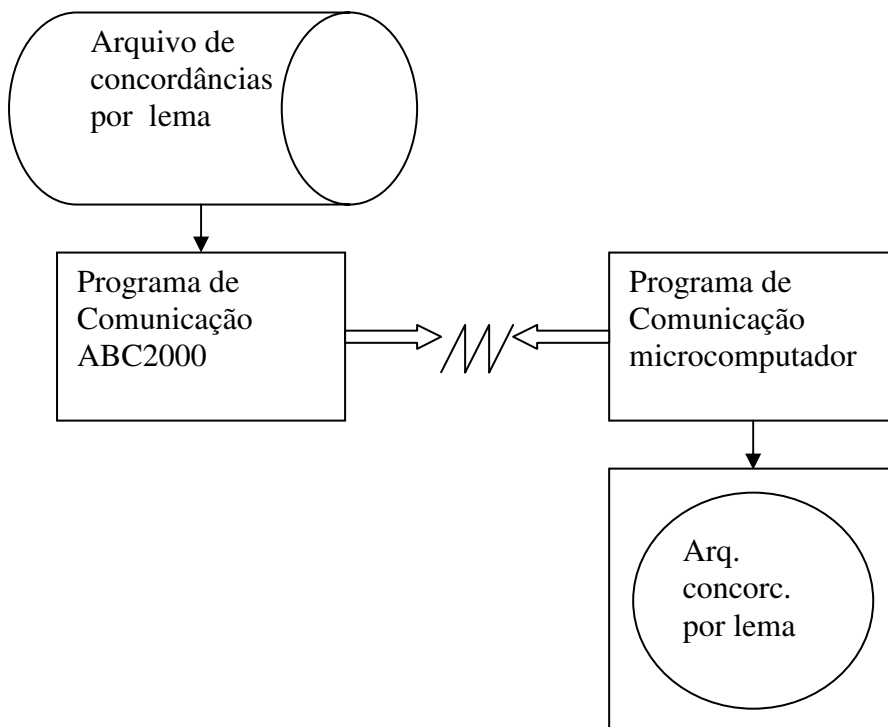 Arquivo de
concordâncias
por lema
Programa de
Comunicação
ABC2000
Programa de
Comunicação
microcomputador
Arq.
concorc.
por lema